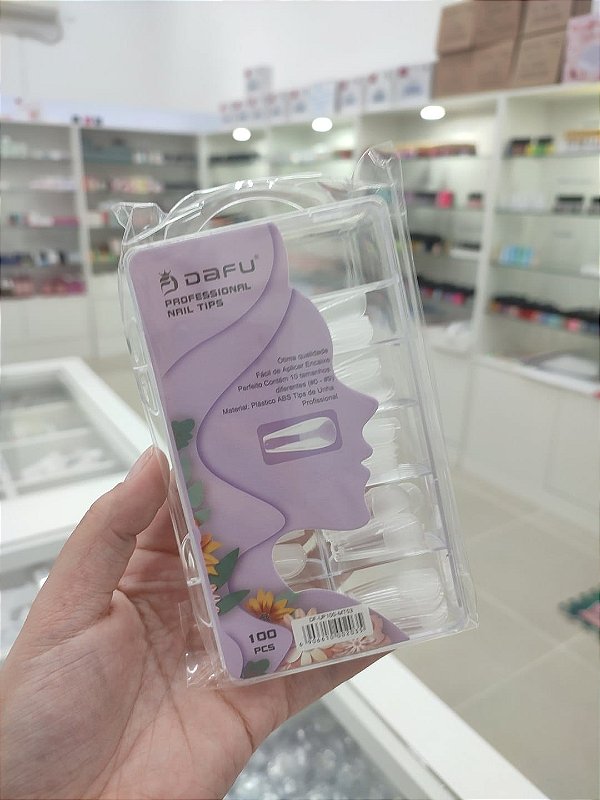 DAFU®
PROFESSIONAL
NAIL TIPS
Ótima qualidade
Fácil de Aplicar Encaixe
Perfeito Contém 10 tamanhos
diferentes (#0 - #9)
Material: Plástico ABS Tips de Unha
Profissional
100
PCS